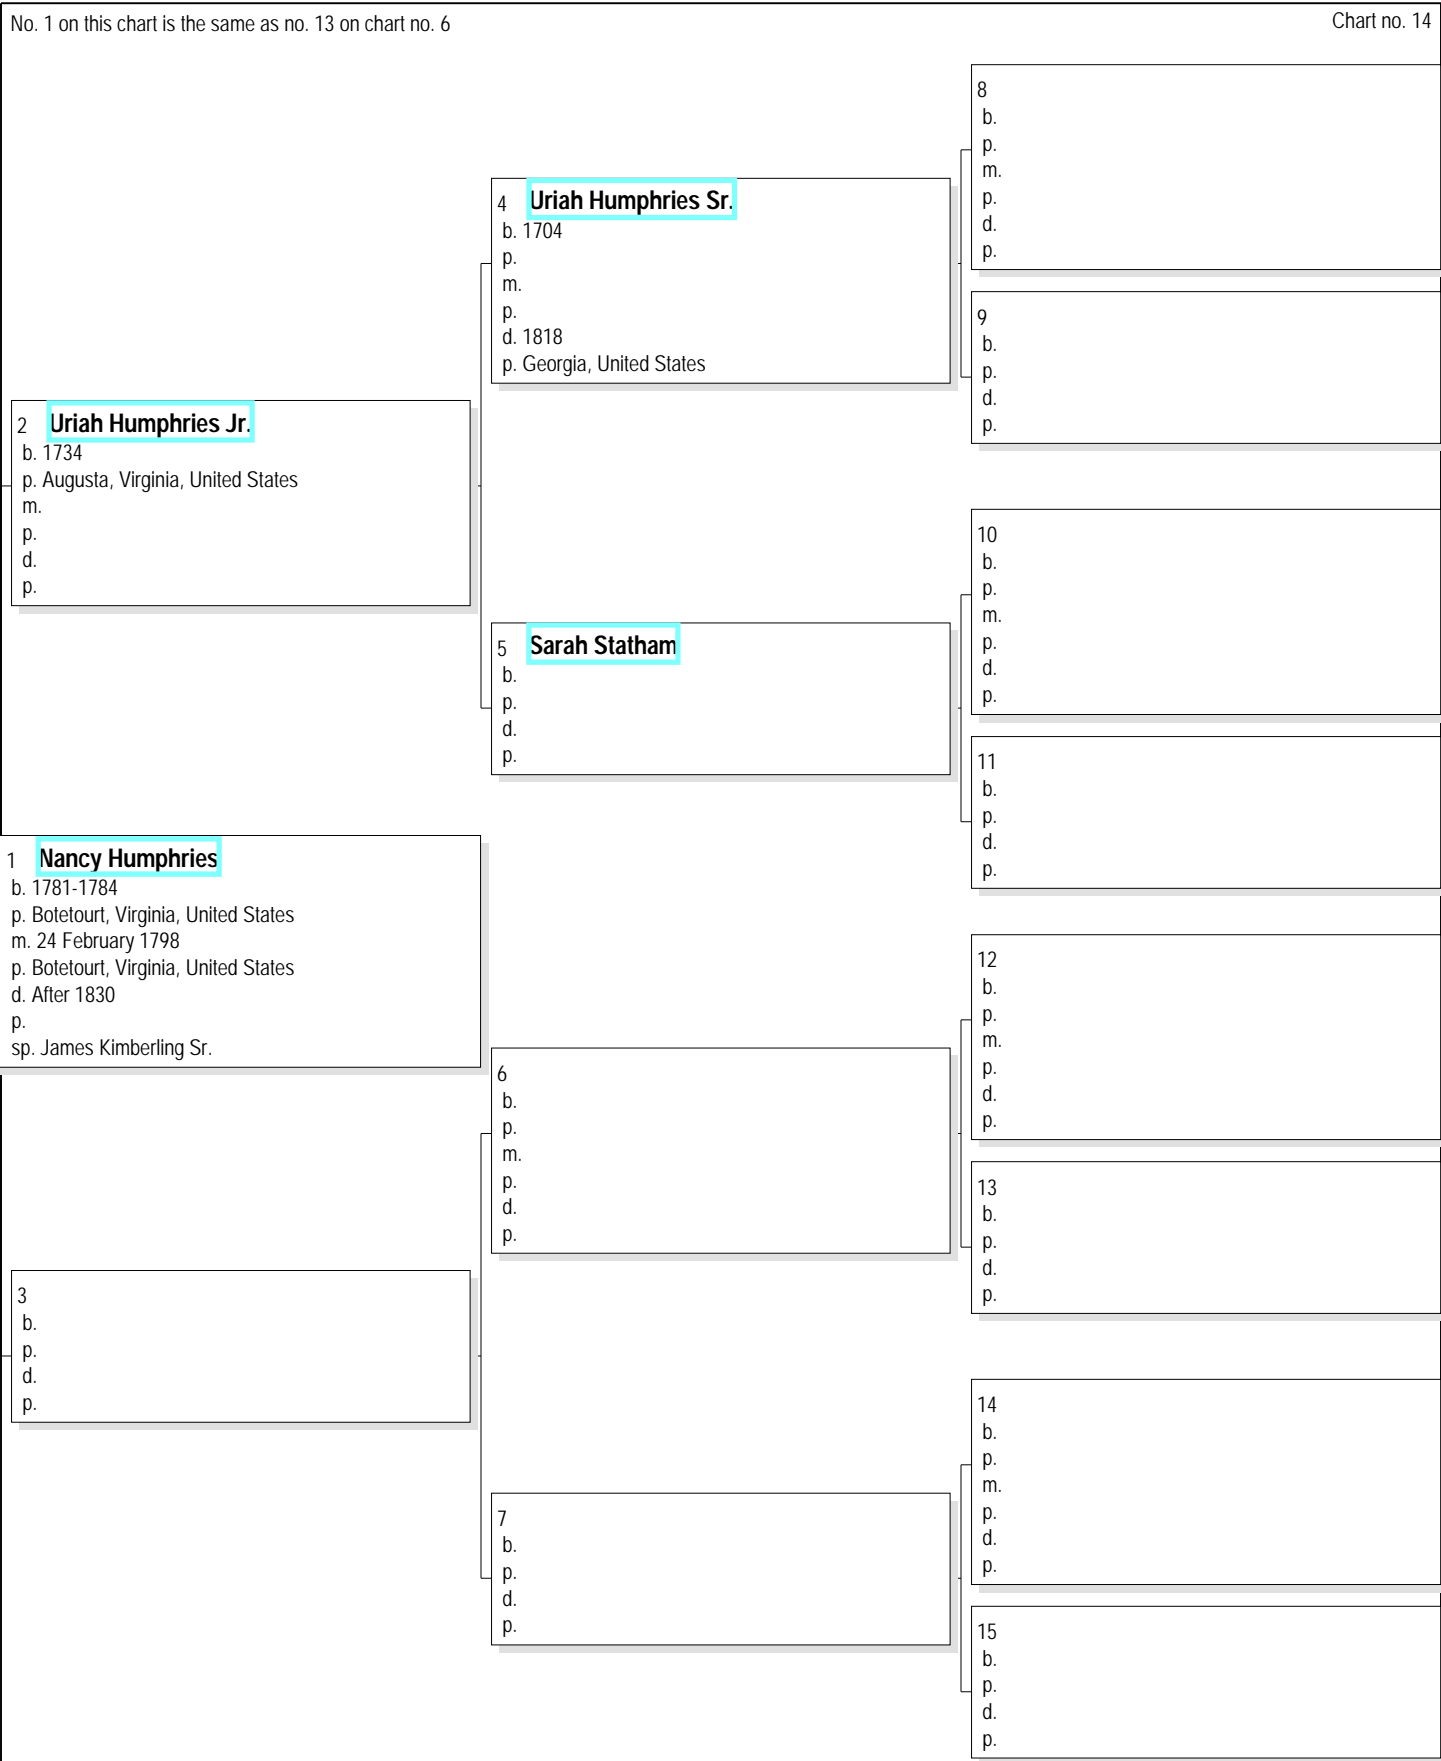 No. 1 on this chart is the same as no. 13 on chart no. 6
Chart no. 14
8
b.
p.
m.
p.
d.
p.
4 Uriah Humphries Sr.
b. 1704
p.
m.
p.
d. 1818
p. Georgia, United States
9
b.
p.
d.
p.
2 Uriah Humphries Jr.
b. 1734
p. Augusta, Virginia, United States
m.
p.
d.
p.
10
b.
p.
m.
p.
d.
p.
5 Sarah Statham
b.
p.
d.
p.
11
b.
p.
d.
p.
1 Nancy Humphries
b. 1781-1784
p. Botetourt, Virginia, United States
m. 24 February 1798
p. Botetourt, Virginia, United States
d. After 1830
p.
sp. James Kimberling Sr.
12
b.
p.
m.
p.
d.
p.
6
b.
p.
m.
p.
d.
p.
13
b.
p.
d.
p.
3
b.
p.
d.
p.
14
b.
p.
m.
p.
d.
p.
7
b.
p.
d.
p.
15
b.
p.
d.
p.